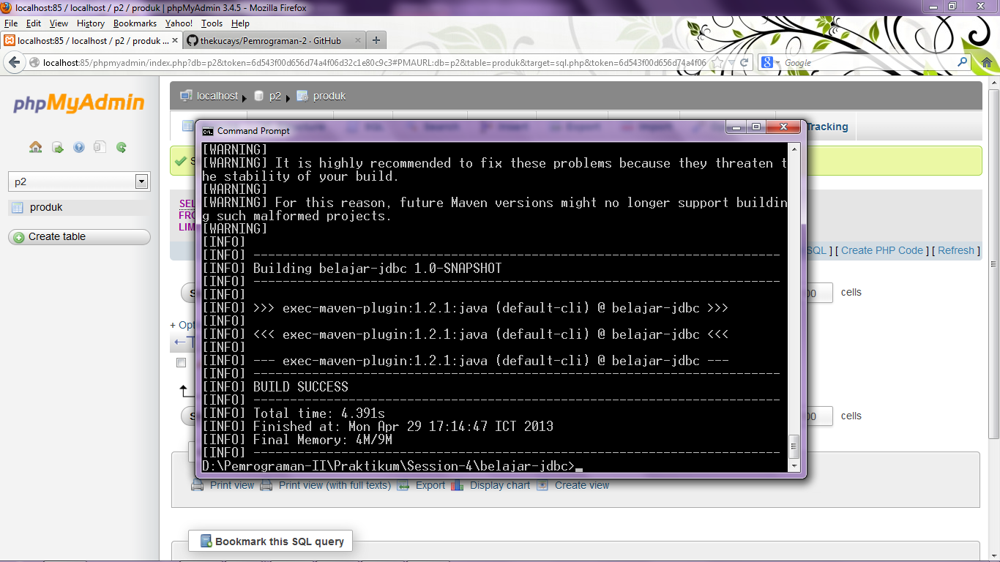 localhost:85 / localhost / p2 / produk | phpMyAdmin 3.4.5 - Mozilla Firefox
File Edit View History Bookmarks Yahoo! Tools Help
localhost:85 / localhost / p2 / produk ... thekucays/Pemrograman-2 · GitHub
localhost:85/phpmyadmin/index.php?db=p2&token=6d543f00d656d74a4f06d32c1e80c9c3#PMAURL:db=p2&table=produk&target=sql.php&token=6d543f00d656d74a4f06 Google
phpMyAdmin
p2
produk
Create table
localhost p2 produk
SQL Search Insert Export Import Tracking
Command Prompt
[WARNING]
[WARNING] It is highly recommended to fix these problems because they threaten t
he stability of your build.
[WARNING]
[WARNING] For this reason, future Maven versions might no longer support buildin
g such malformed projects.
[WARNING]
[INFO]
[INFO] ------------------------------------------------------------------------
[INFO] Building belajar-jdbc 1.0-SNAPSHOT
[INFO] ------------------------------------------------------------------------
[INFO]
[INFO] >>> exec-maven-plugin:1.2.1:java (default-cli) @ belajar-jdbc >>>
[INFO]
[INFO] <<< exec-maven-plugin:1.2.1:java (default-cli) @ belajar-jdbc <<<
[INFO]
[INFO] --- exec-maven-plugin:1.2.1:java (default-cli) @ belajar-jdbc ---
[INFO] ------------------------------------------------------------------------
[INFO] BUILD SUCCESS
[INFO] ------------------------------------------------------------------------
[INFO] Total time: 4.391s
[INFO] Finished at: Mon Apr 29 17:14:47 ICT 2013
[INFO] Final Memory: 4M/9M
[INFO] ------------------------------------------------------------------------
D:\Pemrograman-II\Praktikum\Session-4\belajar-jdbc>_
SEL
FRO
LIM
SQL ] [ Create PHP Code ] [ Refresh ]
00 cells
+ Opt
←T
00 cells
Print view Print view (with full texts) Export Display chart Create view
Bookmark this SQL query